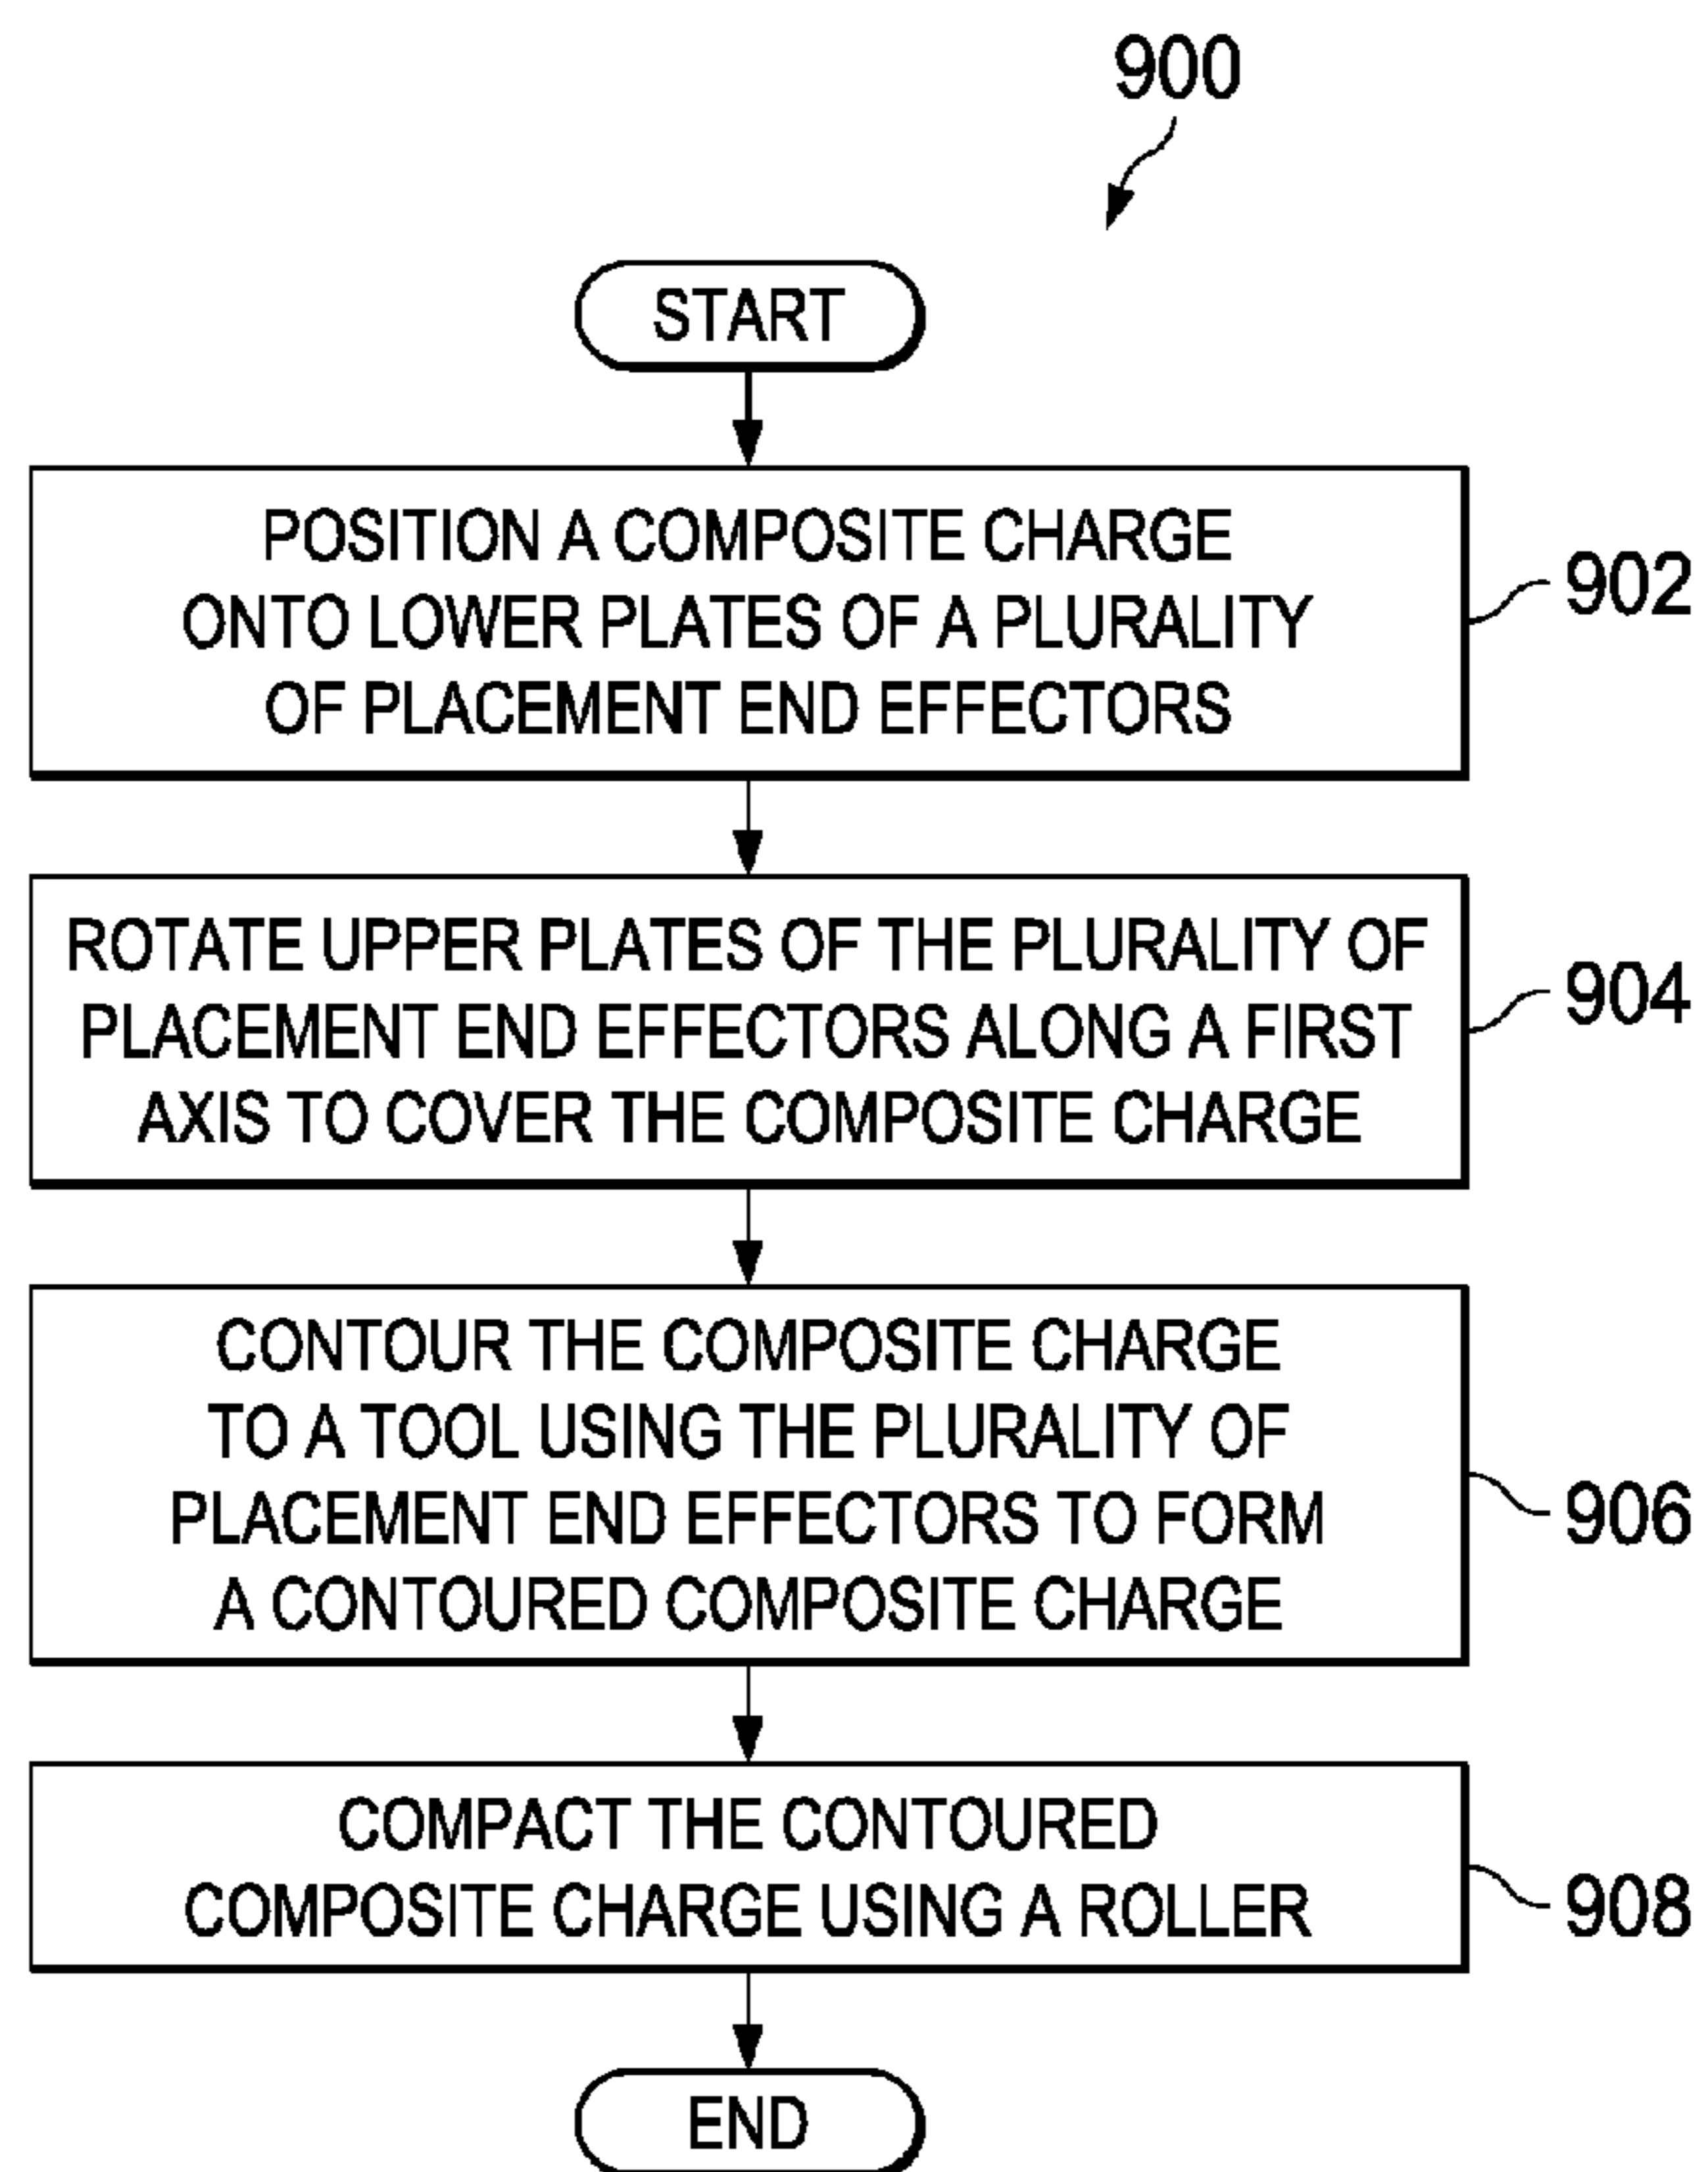 900
START
POSITION A COMPOSITE CHARGE
ONTO LOWER PLATES OF A PLURALITY
OF PLACEMENT END EFFECTORS
902
ROTATE UPPER PLATES OF THE PLURALITY OF
PLACEMENT END EFFECTORS ALONG A FIRST
AXIS TO COVER THE COMPOSITE CHARGE
904
CONTOUR THE COMPOSITE CHARGE
TO A TOOL USING THE PLURALITY OF
PLACEMENT END EFFECTORS TO FORM
A CONTOURED COMPOSITE CHARGE
906
COMPACT THE CONTOURED
COMPOSITE CHARGE USING A ROLLER
908
END